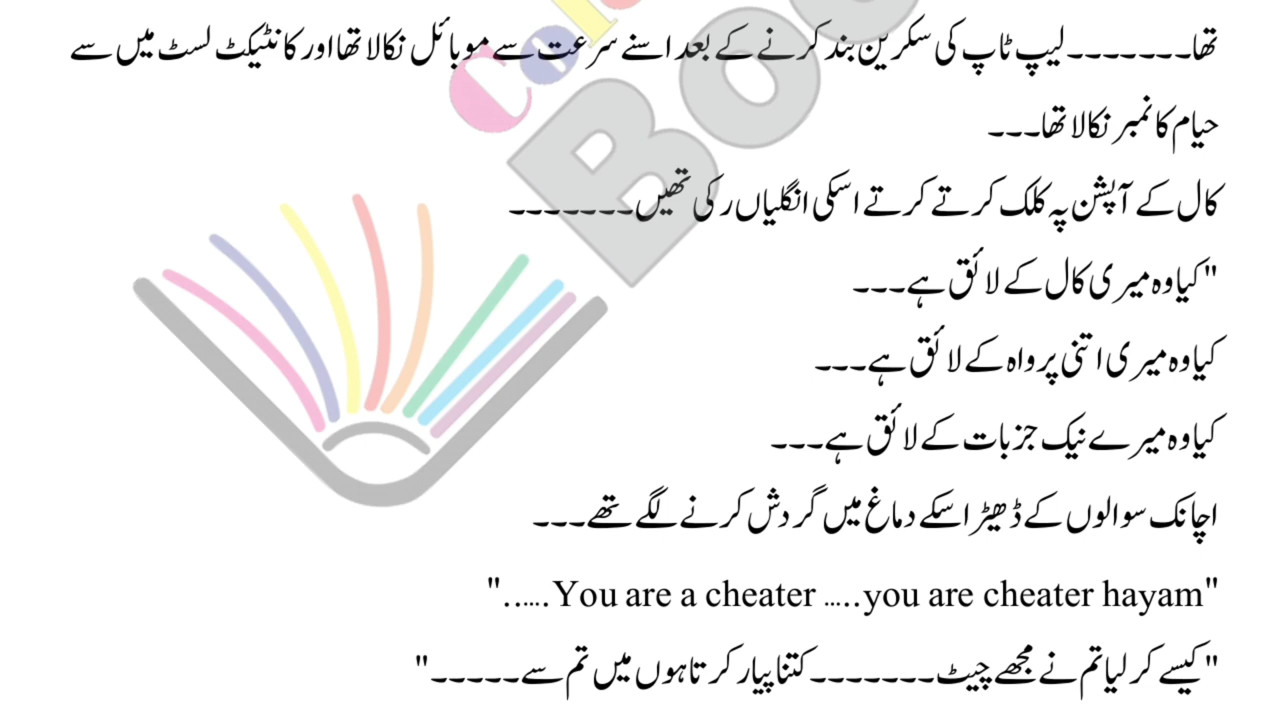 تھا۔۔۔۔۔۔۔لیپ ٹاپ کی سکرین بند کرنے کے بعد اسنے سرعت سے موبائل نکالا تھا اور کانٹیکٹ لسٹ میں سے
حیام کا نمبر نکالا تھا۔۔۔
کال کے آپشن پہ کلک کرتے کرتے اسکی انگلیاں رکی تھیں۔۔۔۔۔۔۔
"کیا وہ میری کال کے لائق ہے۔۔۔
کیا وہ میری اتنی پرواہ کے لائق ہے۔۔۔
کیا وہ میرے نیک جزبات کے لائق ہے۔۔۔
اچانک سوالوں کے ڈھیڑ اسکے دماغ میں گردش کرنے لگے تھے۔۔۔
"You are a cheater …..you are cheater hayam…..."
"کیسے کر لیا تم نے مجھے چیٹ۔۔۔۔۔۔۔کتنا پیار کرتا ہوں میں تم سے۔۔۔۔۔"